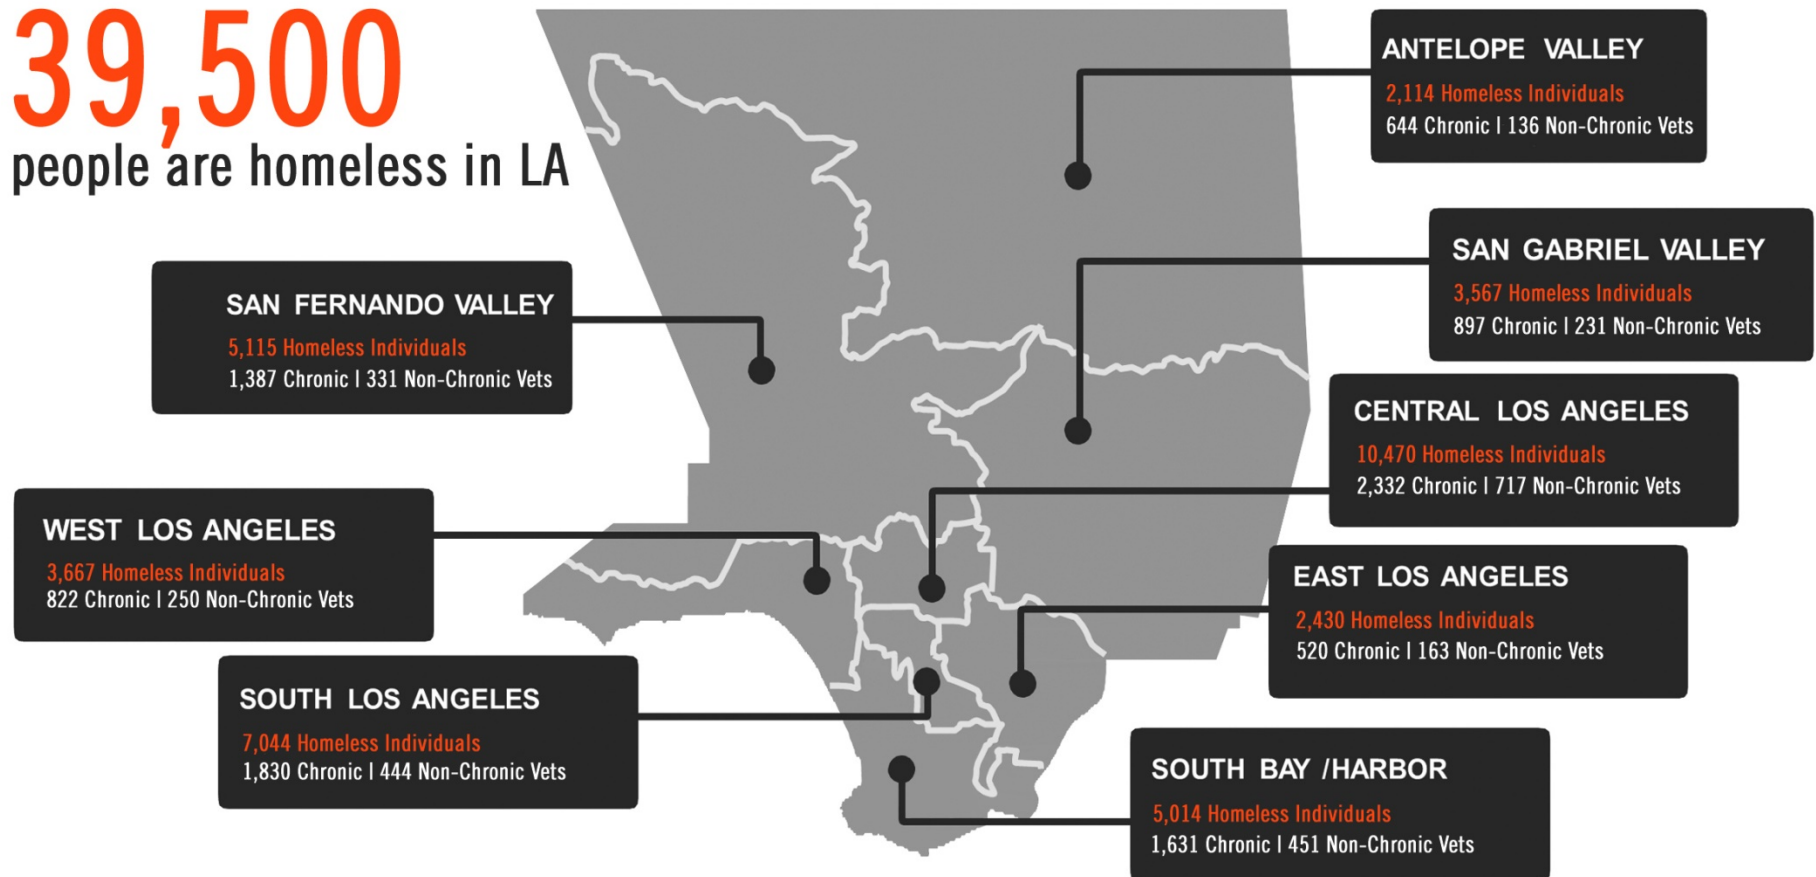 39,500
people are homeless in LA
ANTELOPE VALLEY
2,114 Homeless Individuals
644 Chronic | 136 Non-Chronic Vets
SAN GABRIEL VALLEY
3,567 Homeless Individuals
897 Chronic | 231 Non-Chronic Vets
SAN FERNANDO VALLEY
5,115 Homeless Individuals
1,387 Chronic | 331 Non-Chronic Vets
CENTRAL LOS ANGELES
10,470 Homeless Individuals
2,332 Chronic | 717 Non-Chronic Vets
WEST LOS ANGELES
3,667 Homeless Individuals
822 Chronic | 250 Non-Chronic Vets
EAST LOS ANGELES
2,430 Homeless Individuals
520 Chronic | 163 Non-Chronic Vets
SOUTH LOS ANGELES
7,044 Homeless Individuals
1,830 Chronic | 444 Non-Chronic Vets
SOUTH BAY /HARBOR
5,014 Homeless Individuals
1,631 Chronic | 451 Non-Chronic Vets